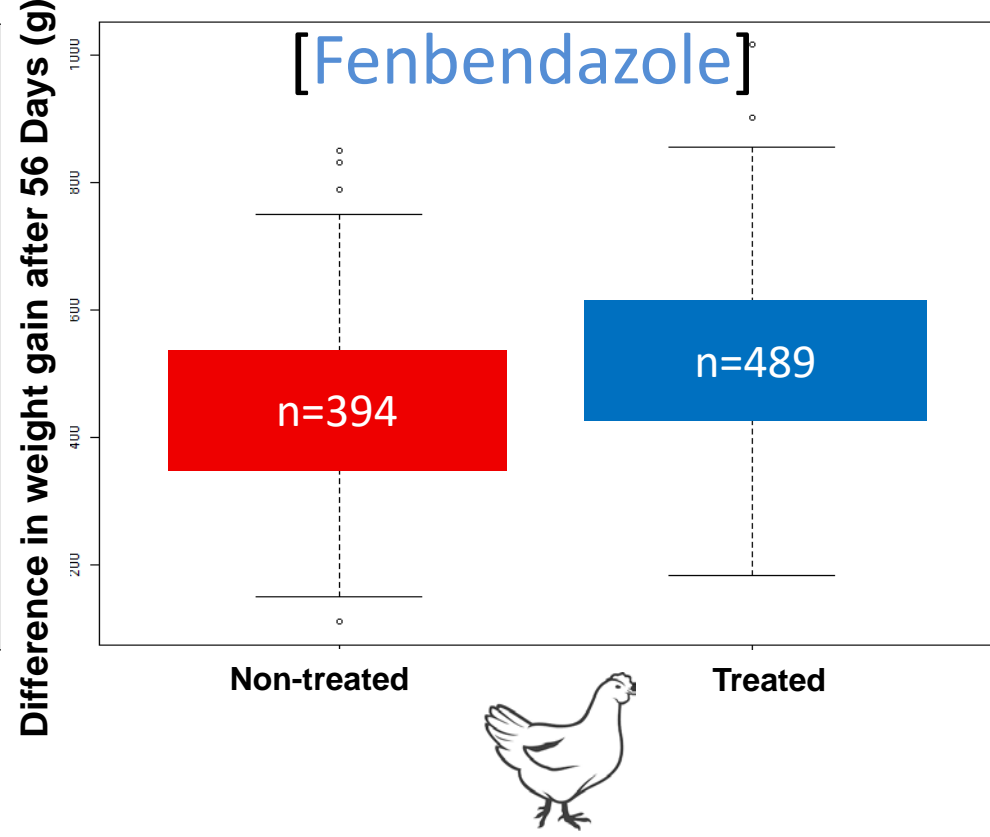 Difference in weight gain after 56 Days (g)
[Fenbendazole]
1000
800
600
400
200
n=394
n=489
Non-treated
Treated